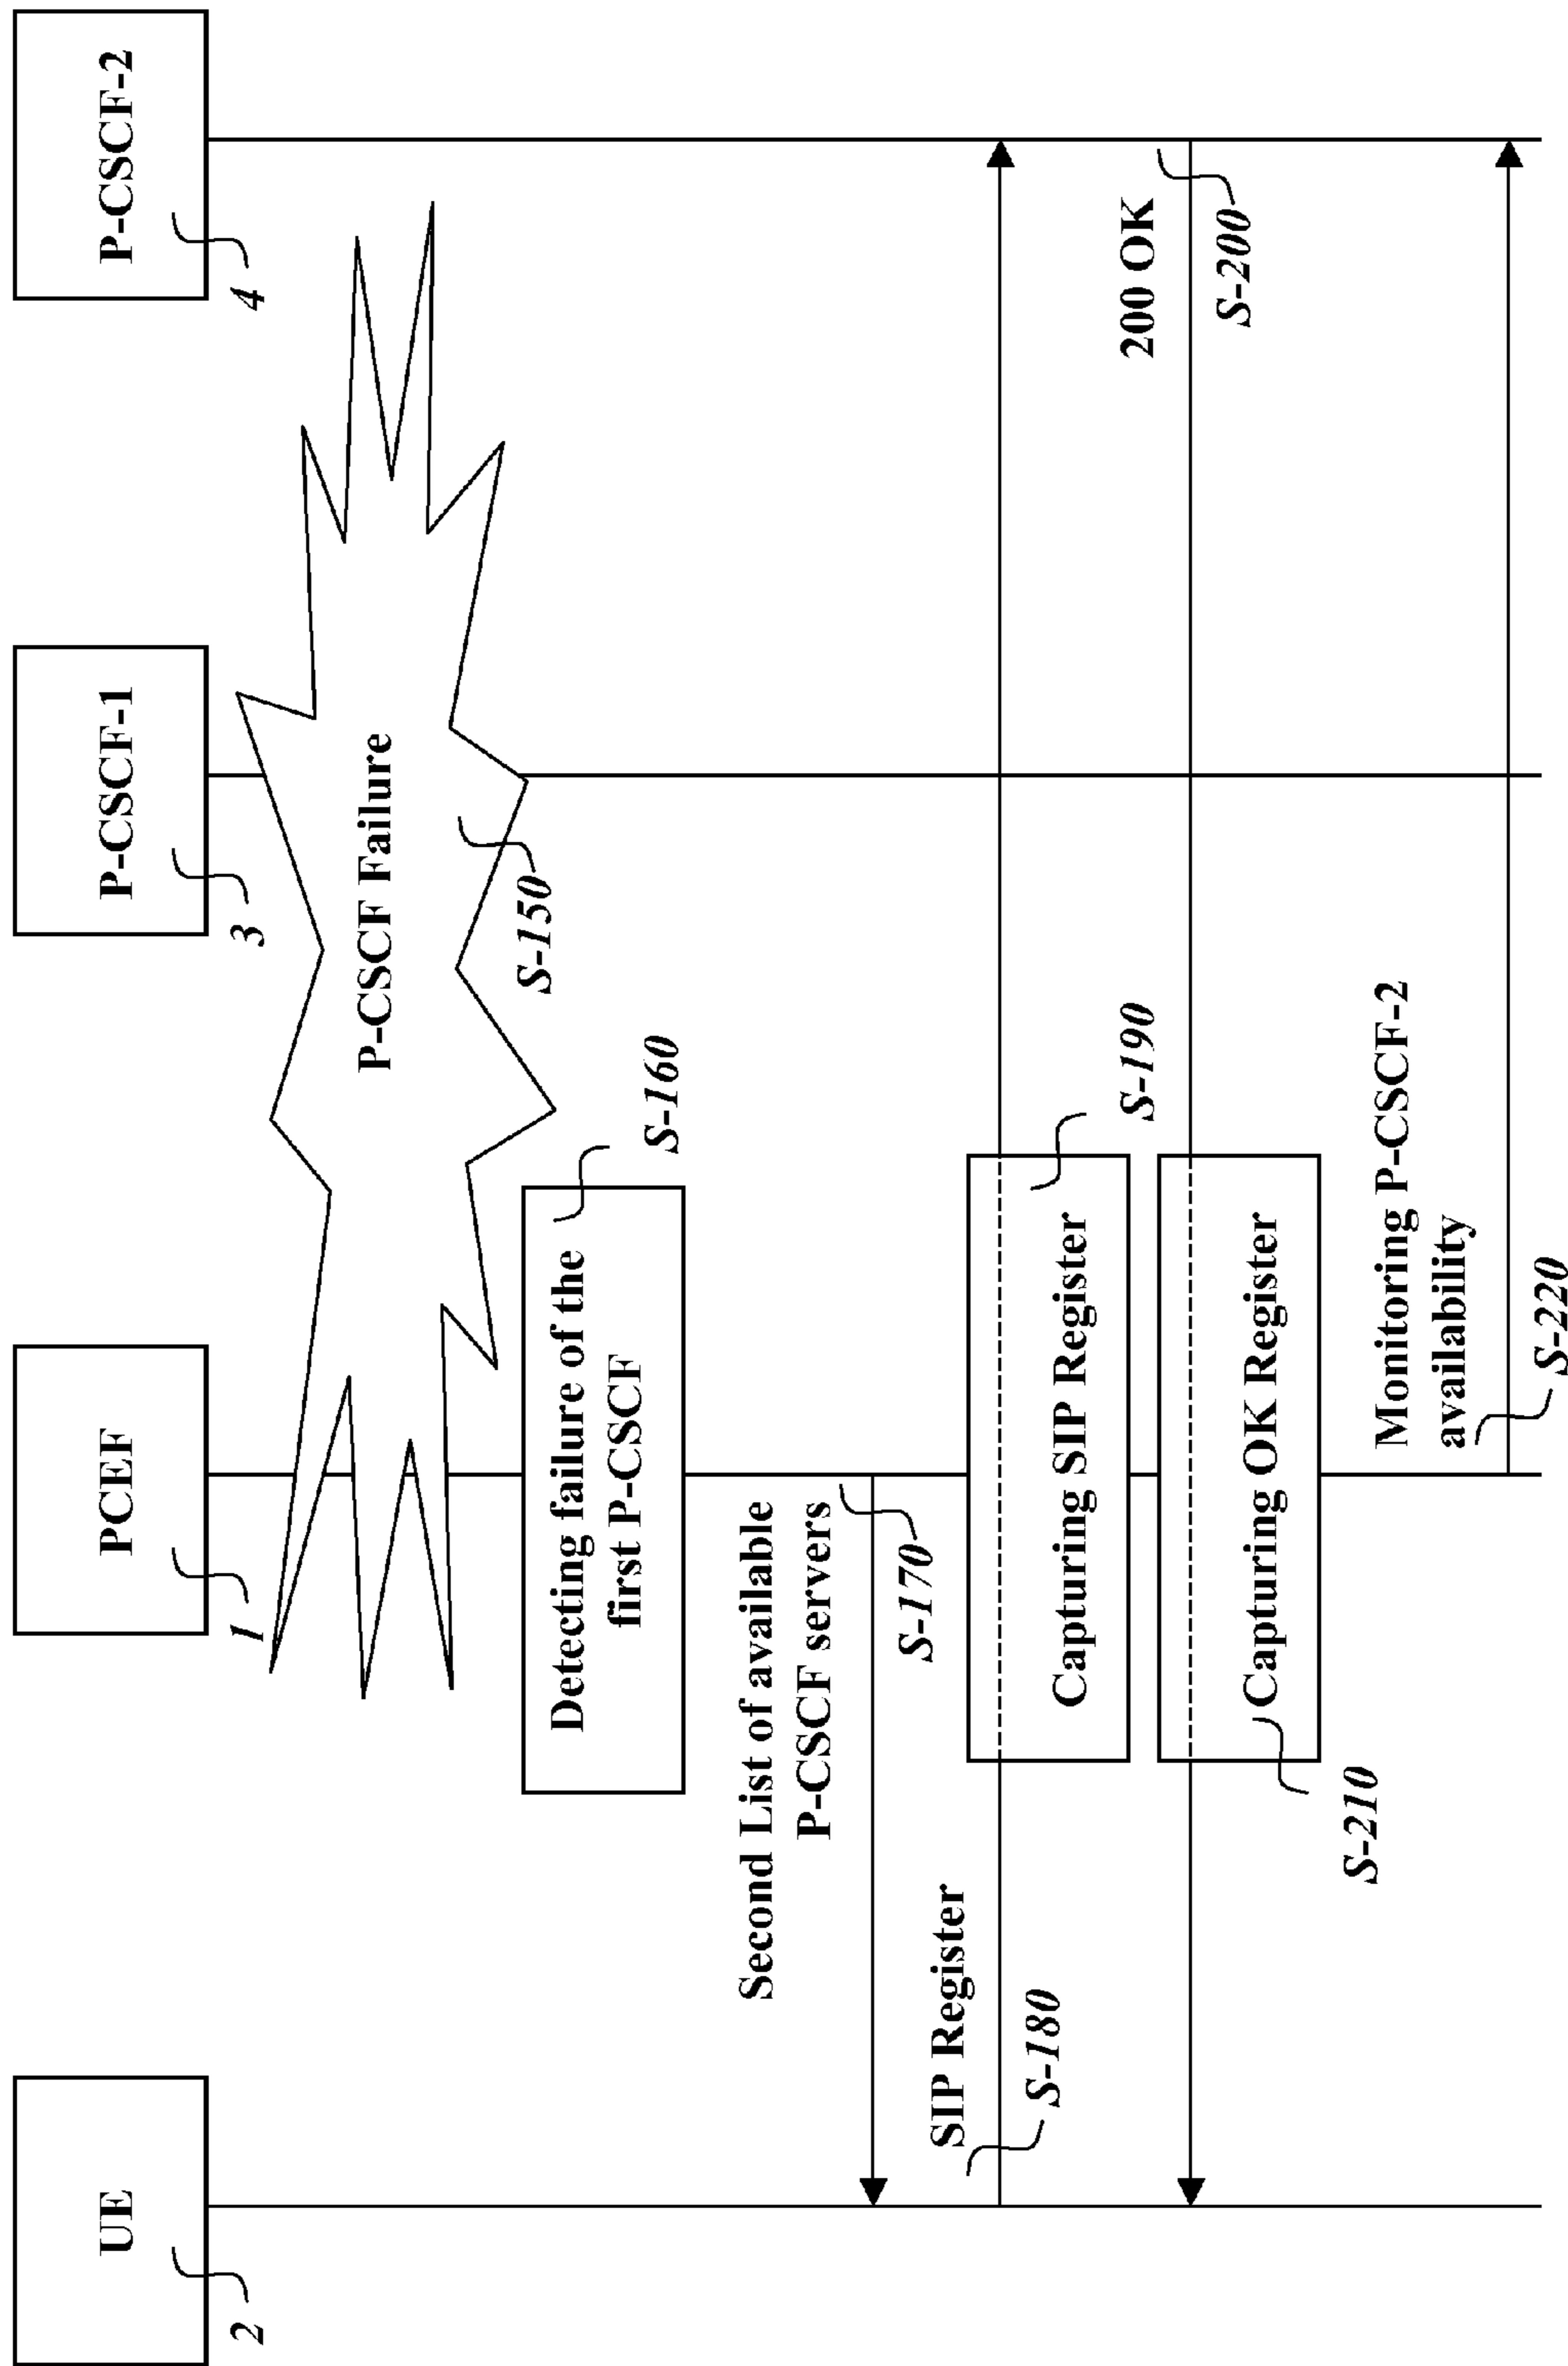 UE
2
PCEF
1
P-CSCF-1
3
P-CSCF-2
4
P-CSCF Failure
S-150
Detecting failure of the
first P-CSCF
S-160
Second List of available
P-CSCF servers
S-170
SIP Register
S-180
Capturing SIP Register
S-190
200 OK
S-200
Capturing OK Register
S-210
Monitoring P-CSCF-2
availability
S-220